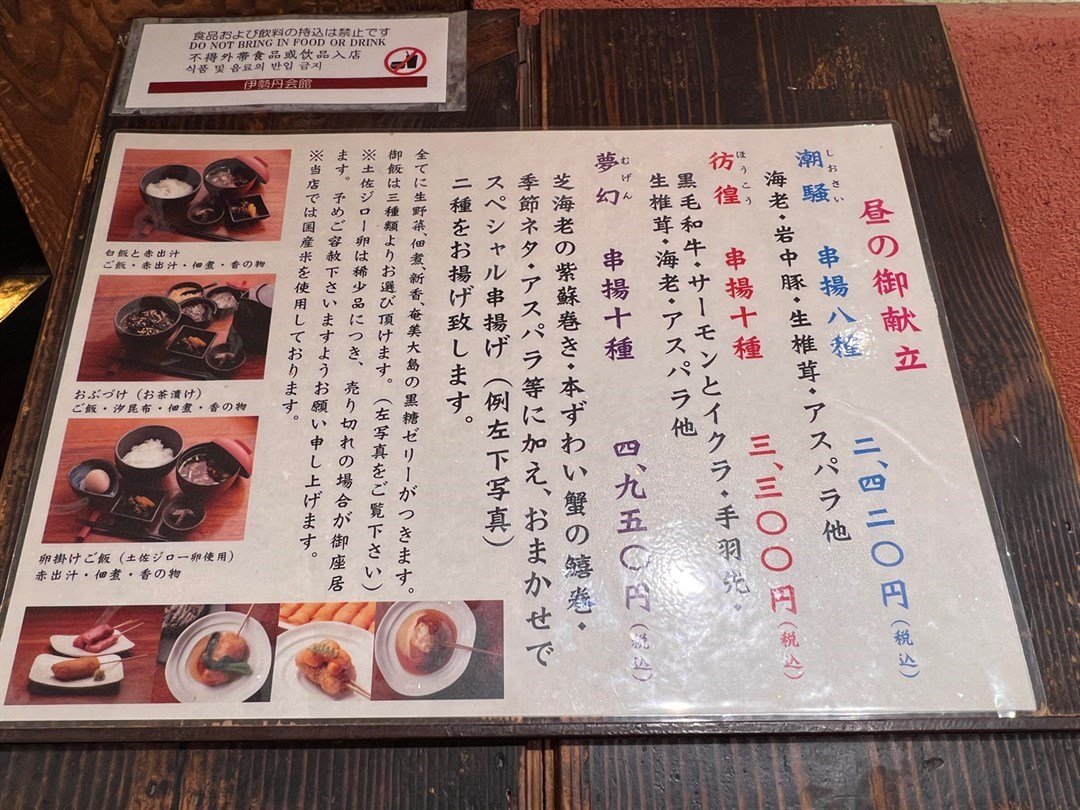 食品および飲料の持込は禁止です
DO NOT BRING IN FOOD OR DRINK
不得外帯食品或饮品入店
식품 및 음료의 반입 금지
伊勢丹会館
昼の御献立
しおさい
潮騒 串揚八種 二、四二〇円(税込)
海老・岩中豚・生椎茸・アスパラ他
ほうこう
彷徨 串揚十種 三、三〇〇円(税込)
黒毛和牛・サーモンとイクラ・手羽先・
生椎茸・海老・アスパラ他
むげん
夢幻 串揚十種 四、九五〇円(税込)
芝海老の紫蘇巻き・本ずわい蟹の鱚巻・
季節ネタ・アスパラ等に加え、おまかせで
スペシャル串揚げ(例左下写真)
二種をお揚げ致します。
全てに生野菜、佃煮、新香、奄美大島の黒糖ゼリーがつきます。
御飯は三種類よりお選び頂けます。(左写真をご覧下さい)
※土佐ジロー卵は稀少品につき、売り切れの場合が御座居
ます。予めご容赦下さいますようお願い申し上げます。
※当店では国産米を使用しております。
白飯と赤出汁
ご飯・赤出汁・佃煮・香の物
おぶづけ(お茶漬け)
ご飯・汐昆布・佃煮・香の物
卵掛けご飯(土佐ジロー卵使用)
赤出汁・佃煮・香の物